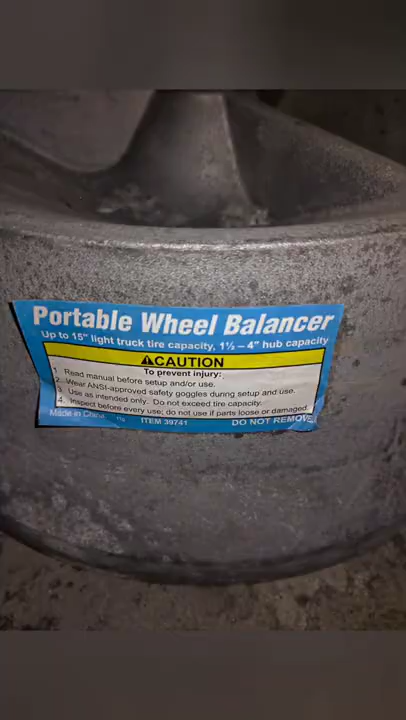 Portable Wheel Balancer
Up to 15" light truck tire capacity, 1½ – 4" hub capacity
⚠CAUTION
To prevent injury:
1. Read manual before setup and/or use.
2. Wear ANSI-approved safety goggles during setup and use.
3. Use as intended only. Do not exceed tire capacity.
4. Inspect before every use; do not use if parts loose or damaged.
Made in China ITEM 39741 DO NOT REMOVE